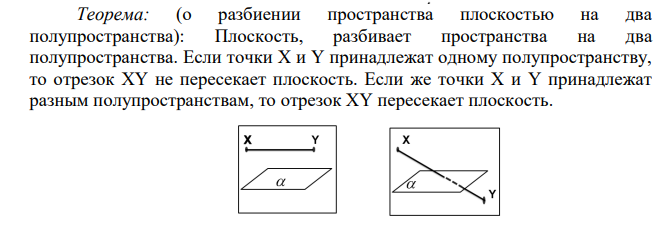 Теорема: (о разбиении пространства плоскостью на два
полупространства): Плоскость, разбивает пространства на два
полупространства. Если точки X и Y принадлежат одному полупространству,
то отрезок XY не пересекает плоскость. Если же точки X и Y принадлежат
разным полупространствам, то отрезок XY пересекает плоскость.
X Y
α
X
α
Y